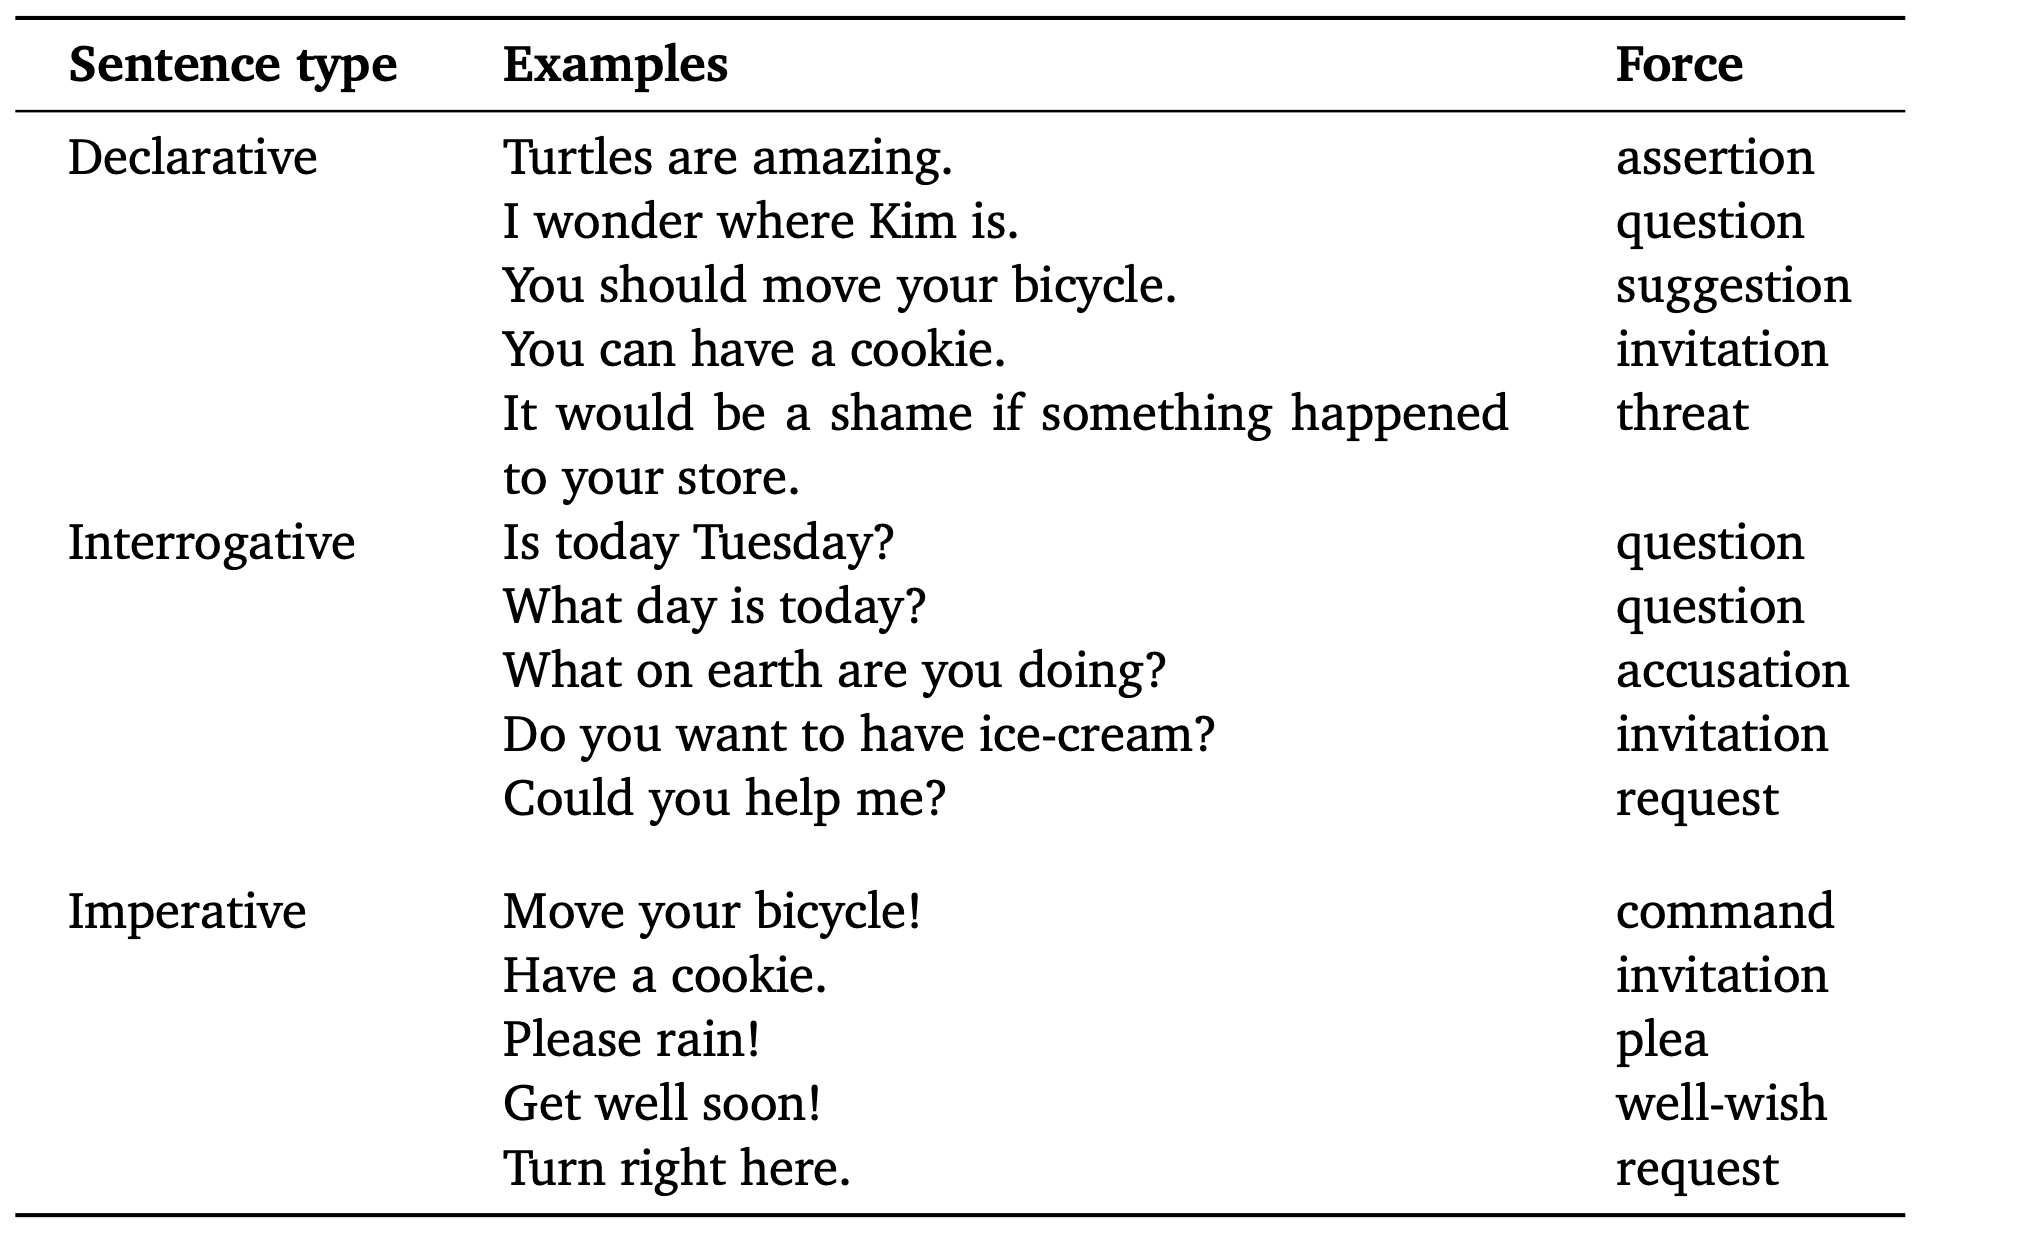 Sentence type Examples Force
Declarative Turtles are amazing. assertion
I wonder where Kim is. question
You should move your bicycle. suggestion
You can have a cookie. invitation
It would be a shame if something happened threat
to your store.
Interrogative Is today Tuesday? question
What day is today? question
What on earth are you doing? accusation
Do you want to have ice-cream? invitation
Could you help me? request
Imperative Move your bicycle! command
Have a cookie. invitation
Please rain! plea
Get well soon! well-wish
Turn right here. request